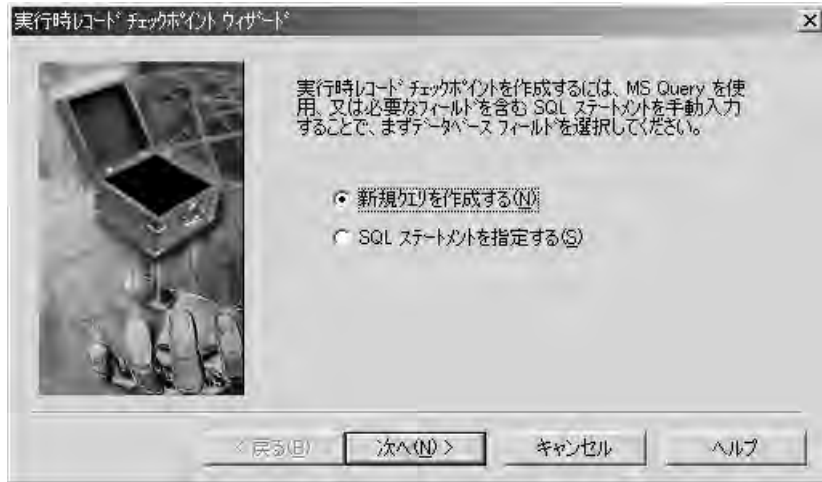 実行時ﾚｺｰﾄﾞ ﾁｪｯｸﾎﾟｲﾝﾄ ｳｨｻﾞｰﾄﾞ
実行時ﾚｺｰﾄﾞ ﾁｪｯｸﾎﾟｲﾝﾄを作成するには、MS Query を使
用、又は必要なﾌｨｰﾙﾄﾞを含む SQL ｽﾃｰﾄﾒﾝﾄを手動入力
することで、まずﾃﾞｰﾀﾍﾞｰｽ ﾌｨｰﾙﾄﾞを選択してください。
新規ｸｴﾘを作成する(N)
SQL ｽﾃｰﾄﾒﾝﾄを指定する(S)
< 戻る(B)
次へ(N) >
キャンセル
ヘルプ